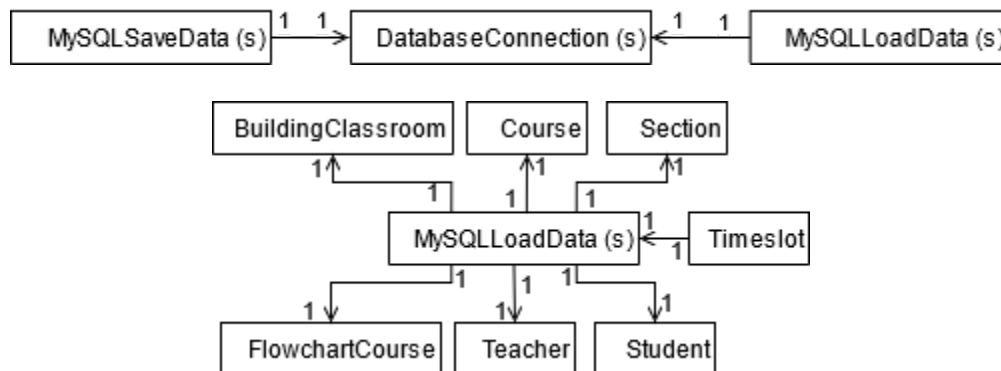 1 1 1 1
MySQLSaveData (s) DatabaseConnection (s) MySQLLoadData (s)
BuildingClassroom Course Section
1 1 1
1 1 1 1
MySQLLoadData (s) 1 Timeslot
1 1 1
1 1 1
FlowchartCourse Teacher Student